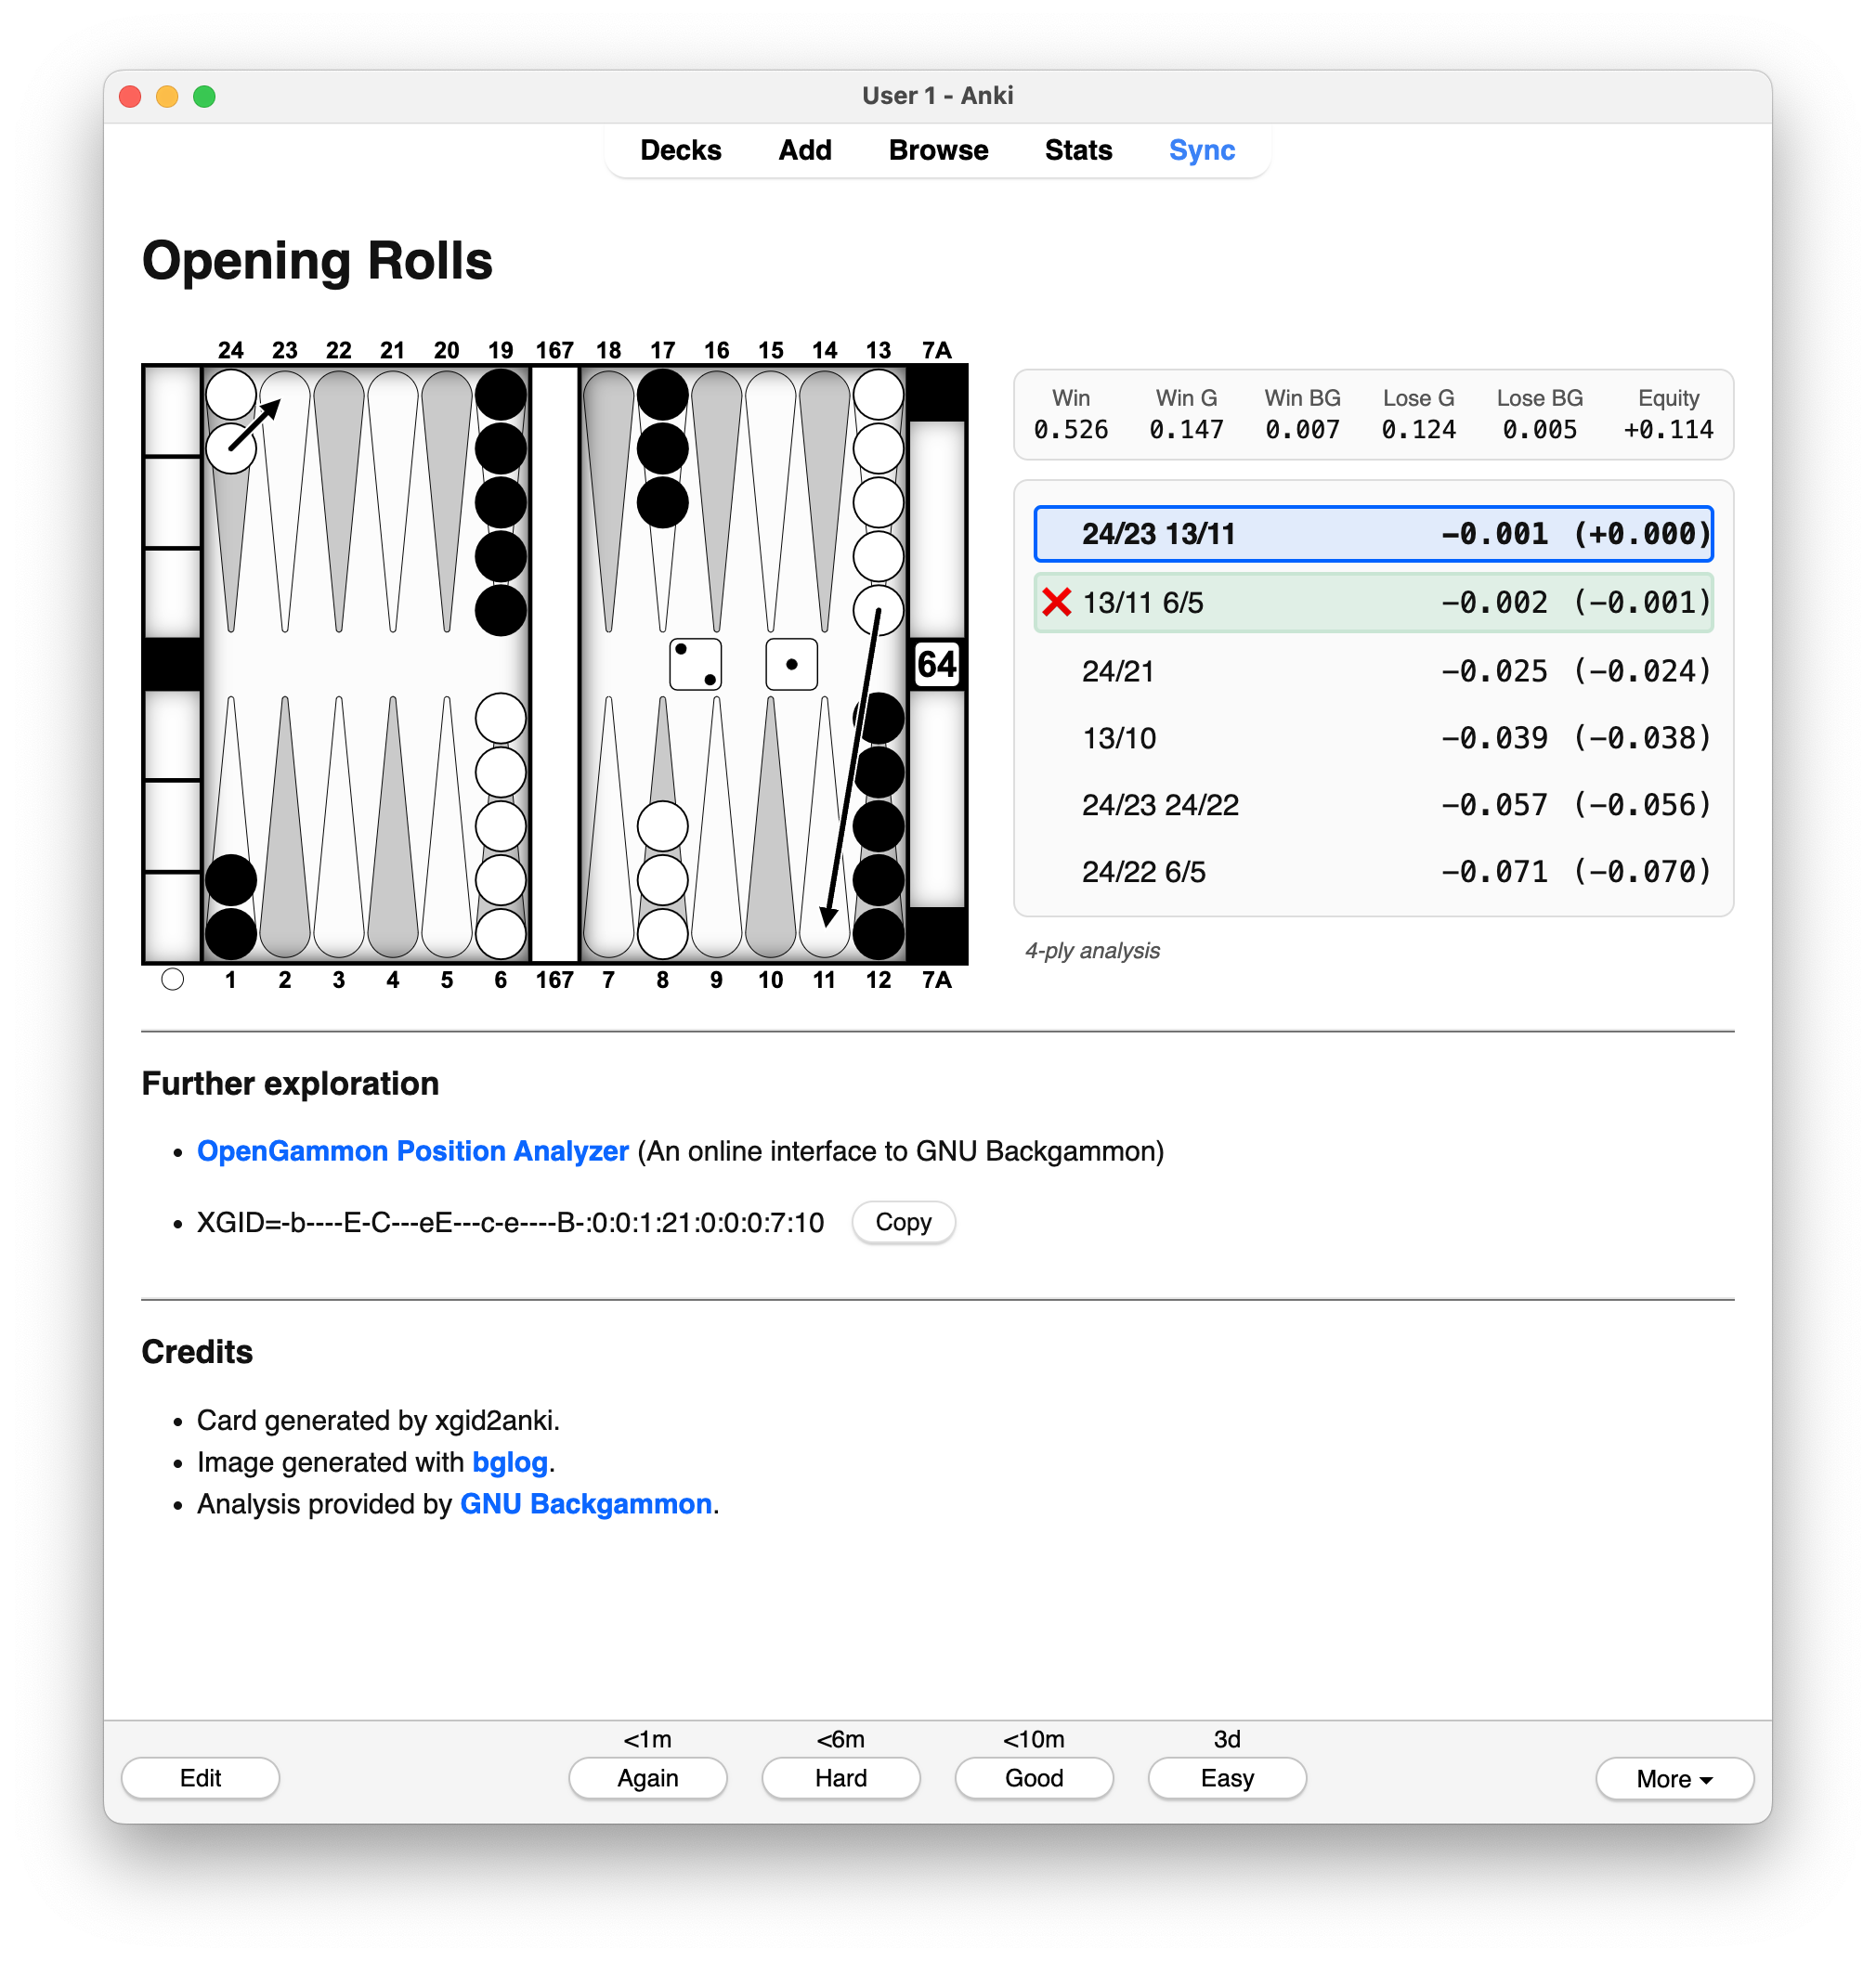 User 1 - Anki
Decks Add Browse Stats Sync
Opening Rolls
24 23 22 21 20 19 167 18 17 16 15 14 13 7A
64
1 2 3 4 5 6 167 7 8 9 10 11 12 7A
Win Win G Win BG Lose G Lose BG Equity
0.526 0.147 0.007 0.124 0.005 +0.114
24/23 13/11 -0.001 (+0.000)
13/11 6/5 -0.002 (-0.001)
24/21 -0.025 (-0.024)
13/10 -0.039 (-0.038)
24/23 24/22 -0.057 (-0.056)
24/22 6/5 -0.071 (-0.070)
4-ply analysis
Further exploration
• OpenGammon Position Analyzer (An online interface to GNU Backgammon)
• XGID=-b----E-C---eE---c-e----B-:0:0:1:21:0:0:0:7:10 Copy
Credits
• Card generated by xgid2anki.
• Image generated with bglog.
• Analysis provided by GNU Backgammon.
<1m <6m <10m 3d
Edit Again Hard Good Easy More